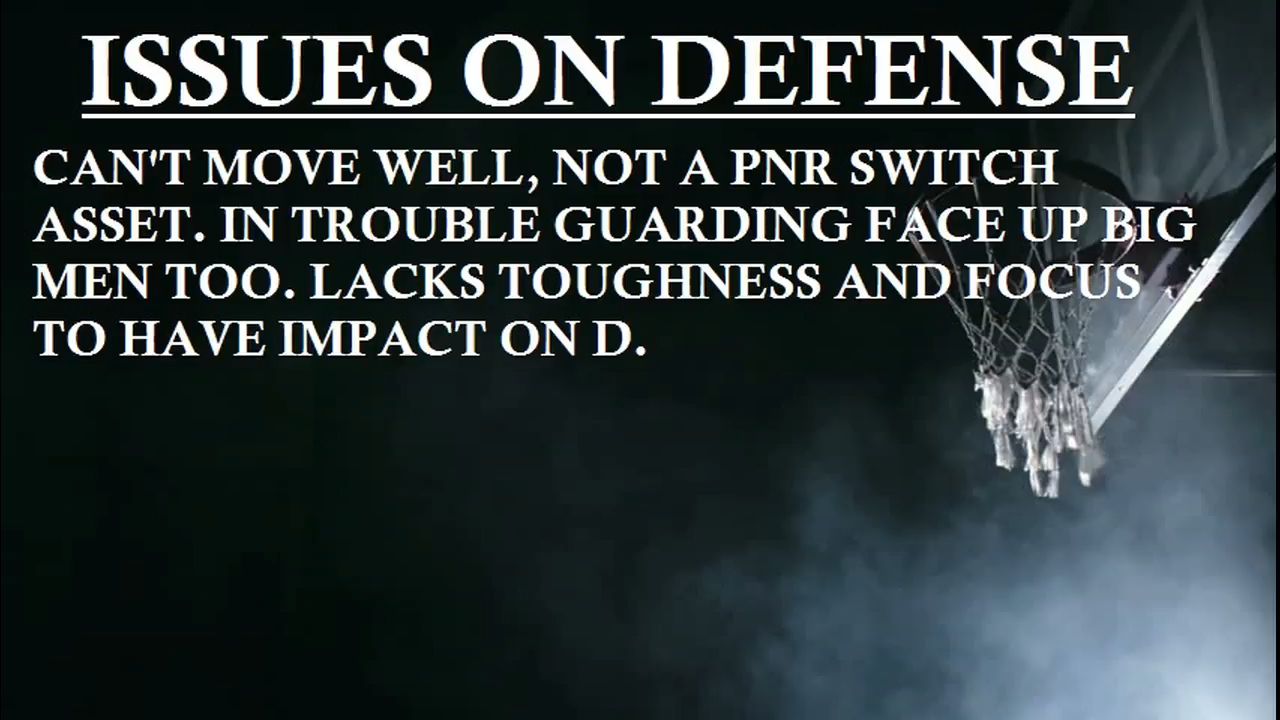 ISSUES ON DEFENSE
CAN'T MOVE WELL, NOT A PNR SWITCH
ASSET. IN TROUBLE GUARDING FACE UP BIG
MEN TOO. LACKS TOUGHNESS AND FOCUS
TO HAVE IMPACT ON D.